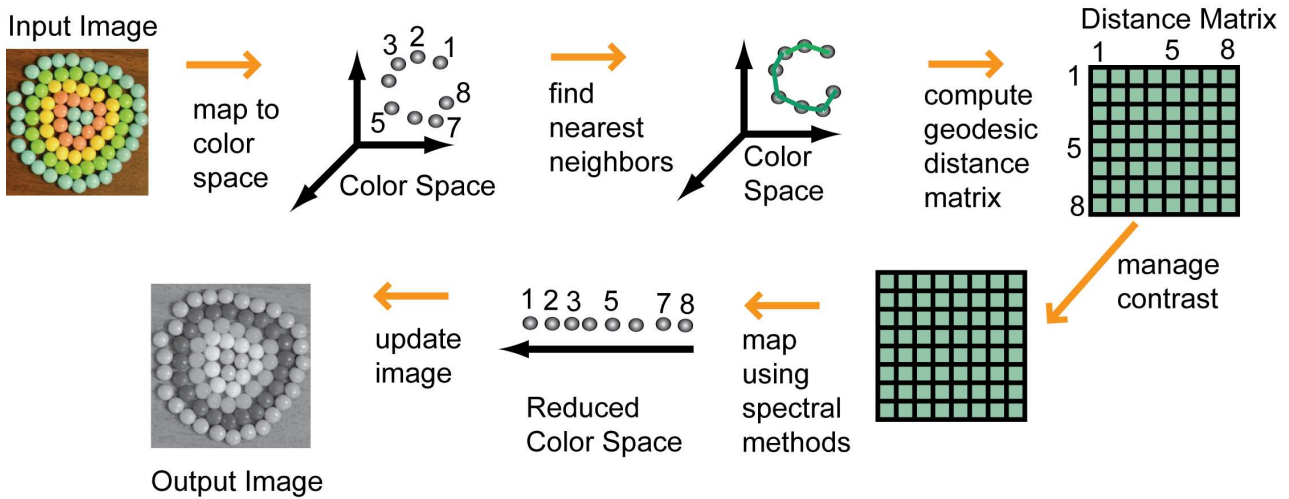 Input Image
map to
color
space
3 2 1
5
8
7
Color Space
find
nearest
neighbors
Color
Space
compute
geodesic
distance
matrix
Distance Matrix
1 5 8
1
5
8
manage
contrast
map
using
spectral
methods
1 2 3 5 7 8
Reduced
Color Space
update
image
Output Image